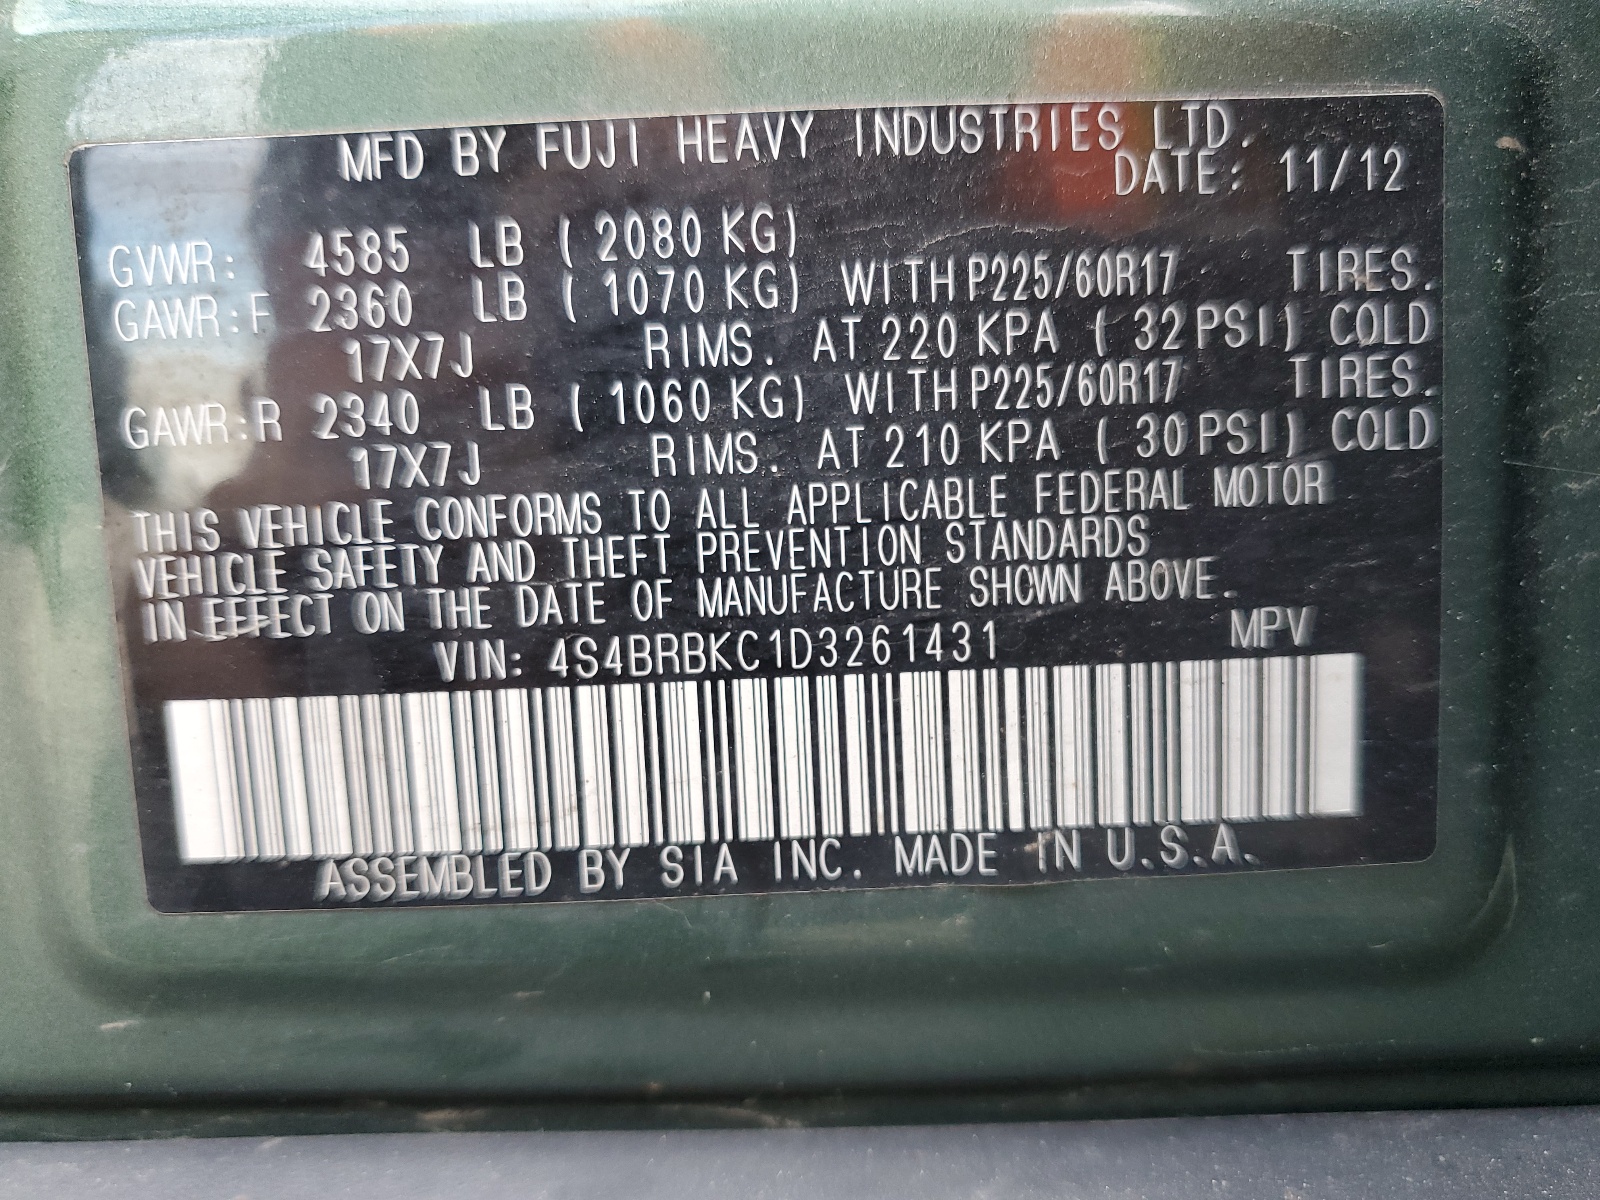 MFD BY FUJI HEAVY INDUSTRIES LTD.
DATE: 11/12
GVWR: 4585 LB ( 2080 KG)
GAWR:F 2360 LB ( 1070 KG) WITH P225/60R17 TIRES.
17X7J RIMS. AT 220 KPA ( 32 PSI) COLD
GAWR:R 2340 LB ( 1060 KG) WITH P225/60R17 TIRES.
17X7J RIMS. AT 210 KPA ( 30 PSI) COLD
THIS VEHICLE CONFORMS TO ALL APPLICABLE FEDERAL MOTOR
VEHICLE SAFETY AND THEFT PREVENTION STANDARDS
IN EFFECT ON THE DATE OF MANUFACTURE SHOWN ABOVE.
VIN: 4S4BRBKC1D3261431 MPV
ASSEMBLED BY SIA INC. MADE IN U.S.A.